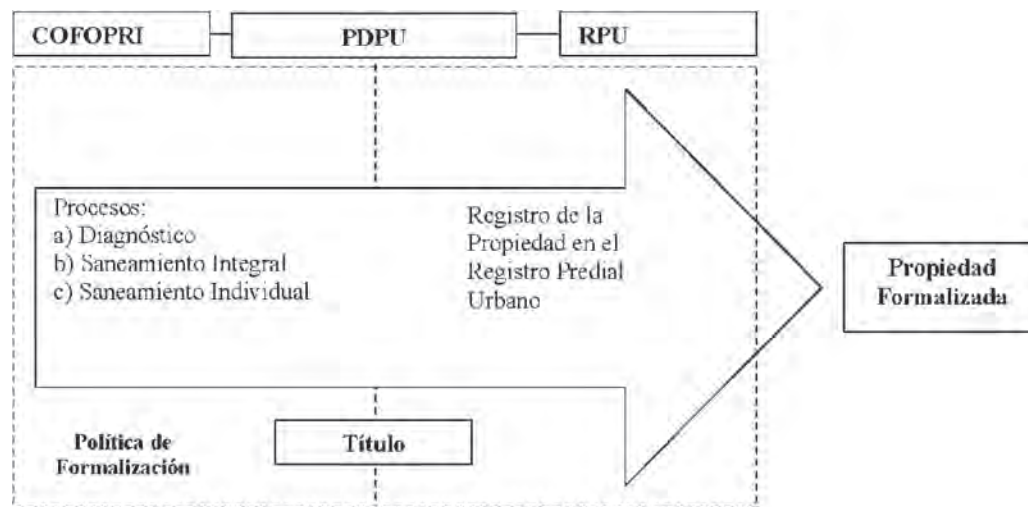 COFOPRI
PDPU
RPU
Procesos:
a) Diagnóstico
b) Saneamiento Integral
c) Saneamiento Individual
Registro de la
Propiedad en el
Registro Predial
Urbano
Propiedad
Formalizada
Política de
Formalización
Título